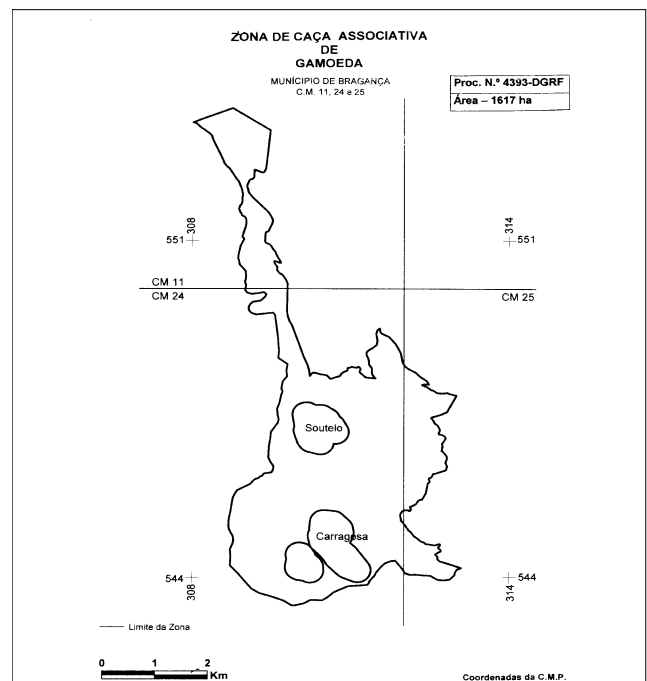 ZONA DE CAÇA ASSOCIATIVA
DE
GAMOEDA
MUNÍCIPIO DE BRAGANÇA
C.M. 11, 24 e 25
Proc. N.º 4393-DGRF
Área – 1617 ha
308
314
551
551
CM 11
CM 24
CM 25
Soutelo
Carragosa
544
544
308
314
Limite da Zona
0 1 2
Km
Coordenadas da C.M.P.